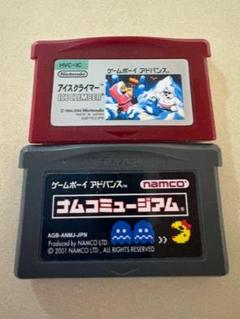 HVC-IC
Nintendo
ゲームボーイ アドバンス
アイスクライマー
ICE CLIMBER
ゲームボーイ アドバンス
namco
ナムコミュージアム
AGB-ANMJ-JPN
Produced by NAMCO LTD.
© 2001 NAMCO LTD.